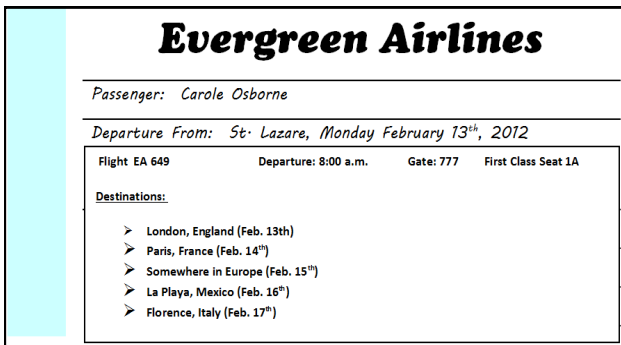 Evergreen Airlines
Passenger: Carole Osborne
Departure From: St. Lazare, Monday February 13th, 2012
Flight EA 649 Departure: 8:00 a.m. Gate: 777 First Class Seat 1A
Destinations:
➤ London, England (Feb. 13th)
➤ Paris, France (Feb. 14th)
➤ Somewhere in Europe (Feb. 15th)
➤ La Playa, Mexico (Feb. 16th)
➤ Florence, Italy (Feb. 17th)